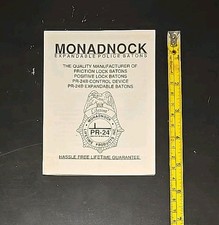 MONADNOCK
EXPANDABLE POLICE BATONS
THE QUALITY MANUFACTURER OF
FRICTION LOCK BATONS
POSITIVE LOCK BATONS
PR-24® CONTROL DEVICE
PR-24® EXPANDABLE BATONS
MONADNOCK
PR-24
HASSLE FREE LIFETIME GUARANTEE